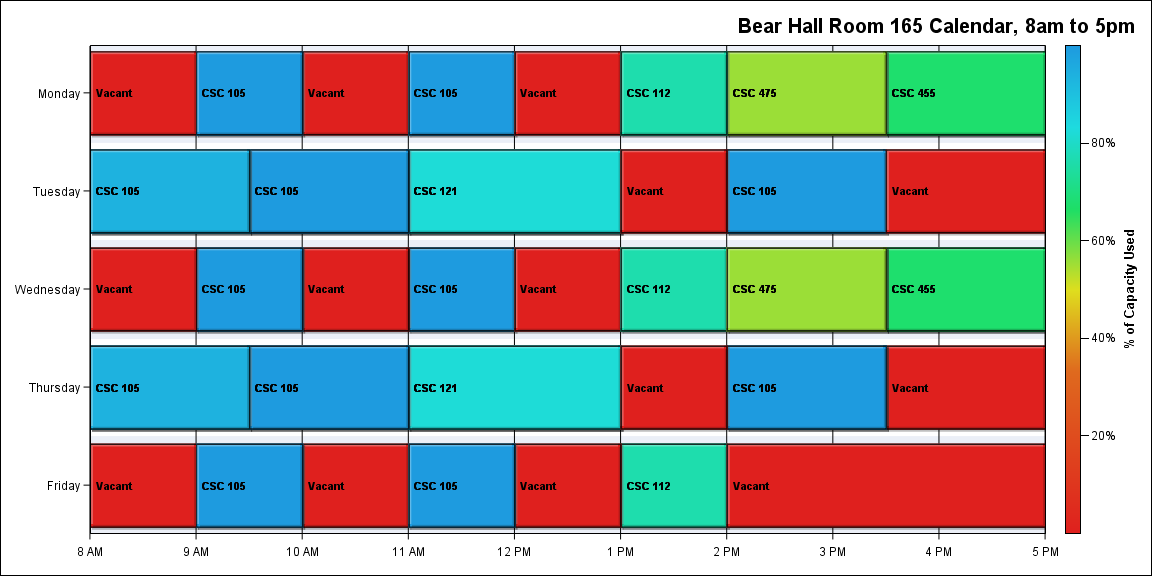 Bear Hall Room 165 Calendar, 8am to 5pm
Monday
Vacant
CSC 105
Vacant
CSC 105
Vacant
CSC 112
CSC 475
CSC 455
Tuesday
CSC 105
CSC 105
CSC 121
Vacant
CSC 105
Vacant
Wednesday
Vacant
CSC 105
Vacant
CSC 105
Vacant
CSC 112
CSC 475
CSC 455
Thursday
CSC 105
CSC 105
CSC 121
Vacant
CSC 105
Vacant
Friday
Vacant
CSC 105
Vacant
CSC 105
Vacant
CSC 112
Vacant
8 AM
9 AM
10 AM
11 AM
12 PM
1 PM
2 PM
3 PM
4 PM
5 PM
80%
60%
40%
20%
% of Capacity Used